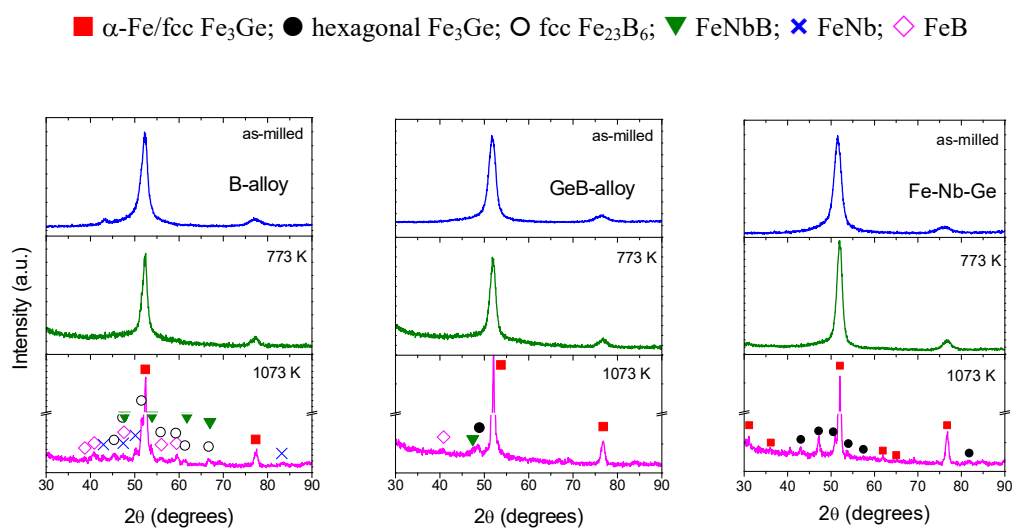 α-Fe/fcc Fe₃Ge; hexagonal Fe₃Ge; fcc Fe₂₃B₆; FeNbB; FeNb; FeB
as-milled
B-alloy
773 K
1073 K
30 40 50 60 70 80 90
2θ (degrees)
Intensity (a.u.)
as-milled
GeB-alloy
773 K
1073 K
30 40 50 60 70 80 90
2θ (degrees)
as-milled
Fe-Nb-Ge
773 K
1073 K
30 40 50 60 70 80 90
2θ (degrees)